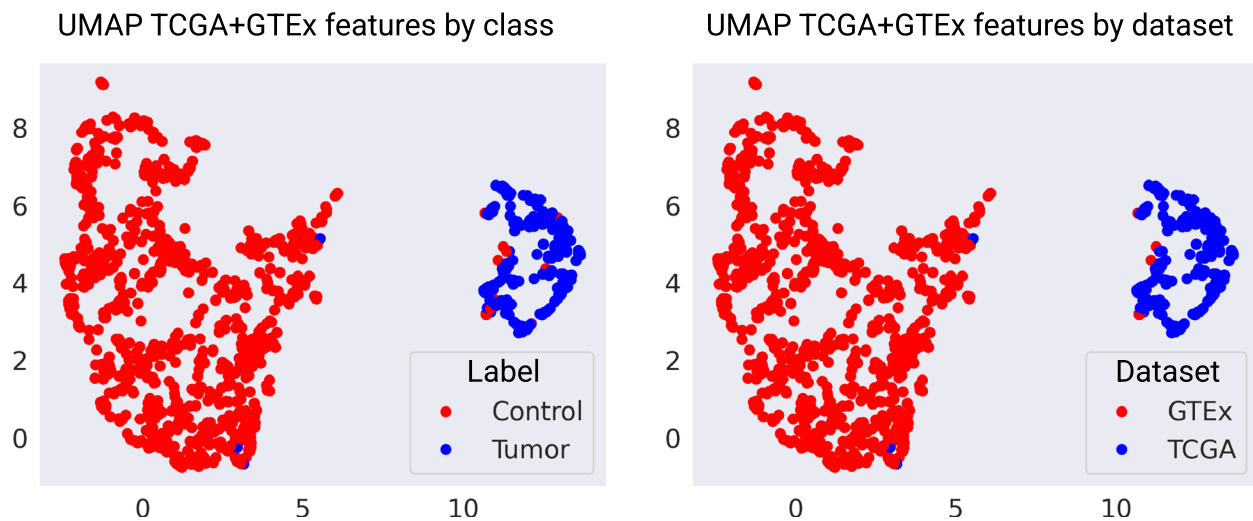 UMAP TCGA+GTEx features by class
8
6
4
2
0
0 5 10
Label
Control
Tumor
UMAP TCGA+GTEx features by dataset
8
6
4
2
0
0 5 10
Dataset
GTEx
TCGA